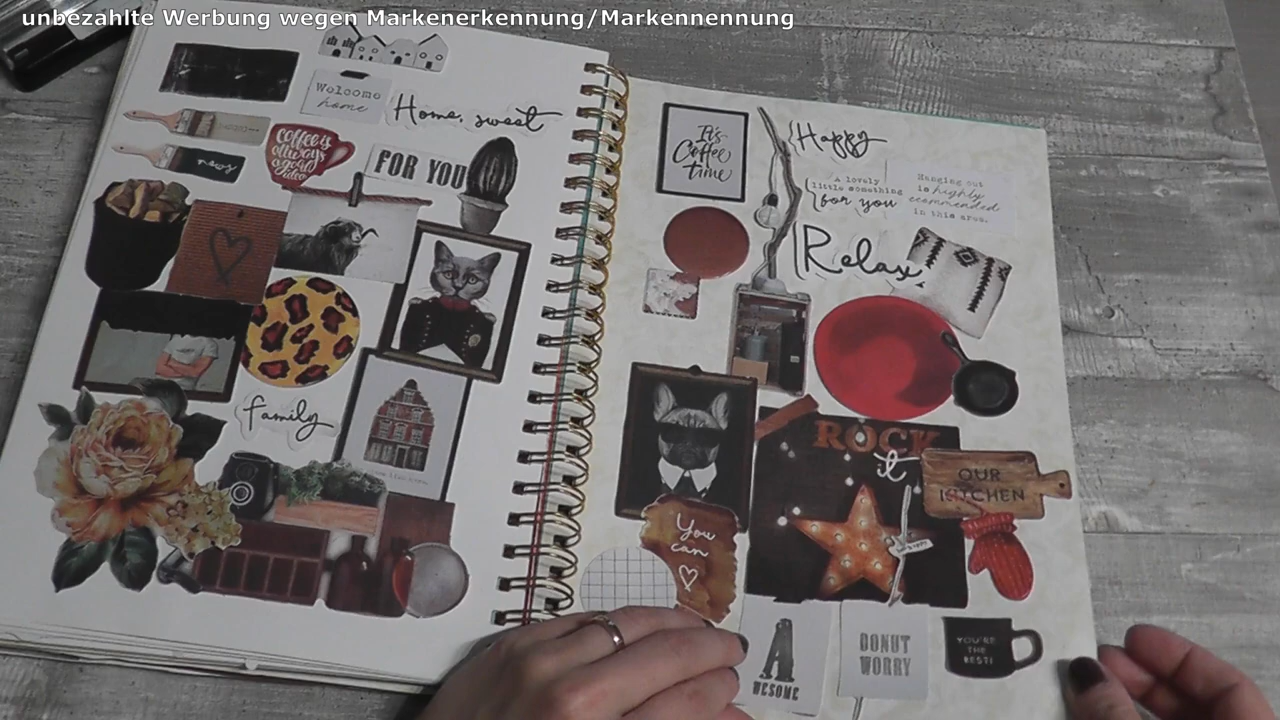 unbezahlte Werbung wegen Markenerkennung/Markennennung
Welcome
home
Home, sweet
news
coffee is
always
a good
idea
FOR YOU
family
It's
Coffee
time
Happy
A lovely
little something
for you
Hanging out
is highly
recommended
in this area.
Relax
ROCK
it
OUR
KITCHEN
You
can
A
WESOME
DONUT
WORRY
YOU'RE
THE
BEST!